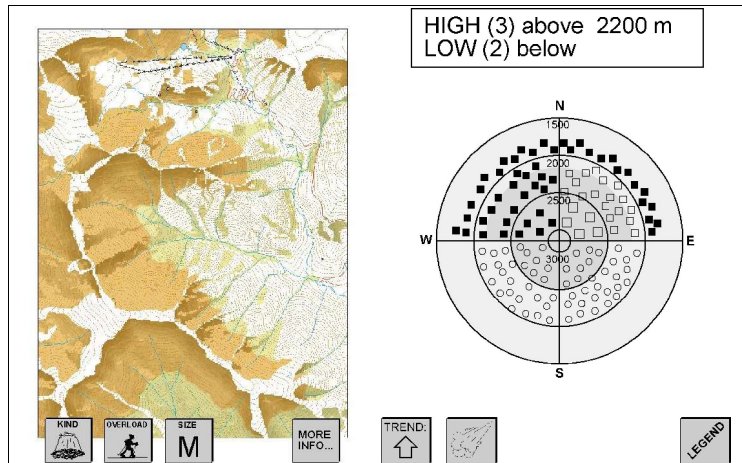 HIGH (3) above 2200 m
LOW (2) below
N
1500
2000
2500
W
E
3000
S
KIND
OVERLOAD
SIZE
M
MORE
INFO...
TREND:
LEGEND